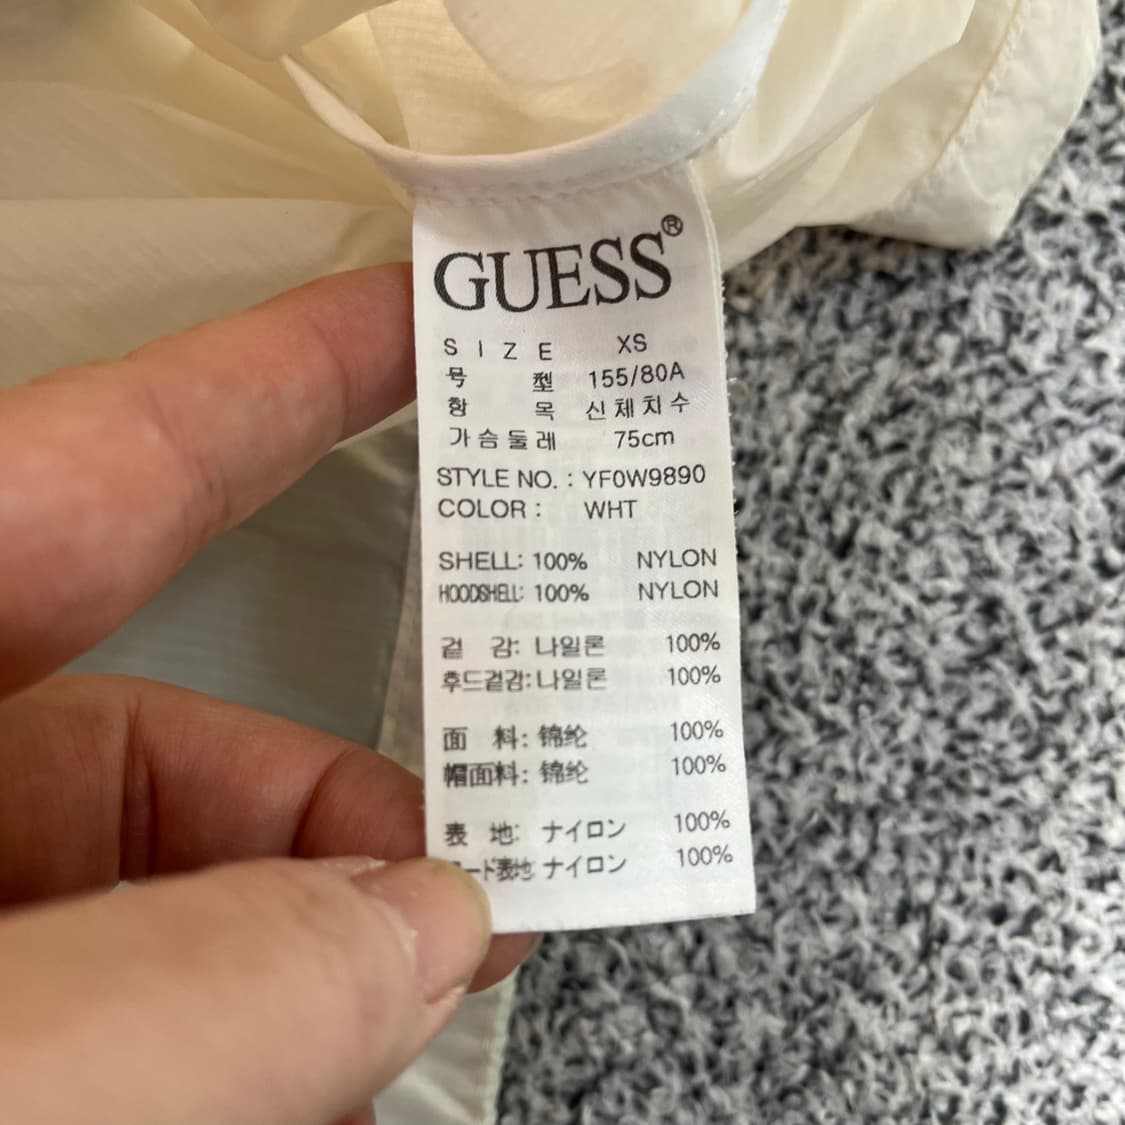 GUESS®
SIZE XS
号型 155/80A
항목 신체치수
가슴둘레 75cm
STYLE NO. : YF0W9890
COLOR : WHT
SHELL: 100% NYLON
HOODSHELL: 100% NYLON
겉감: 나일론 100%
후드겉감: 나일론 100%
面料: 锦纶 100%
帽面料: 锦纶 100%
表地: ナイロン 100%
ード表地 ナイロン 100%